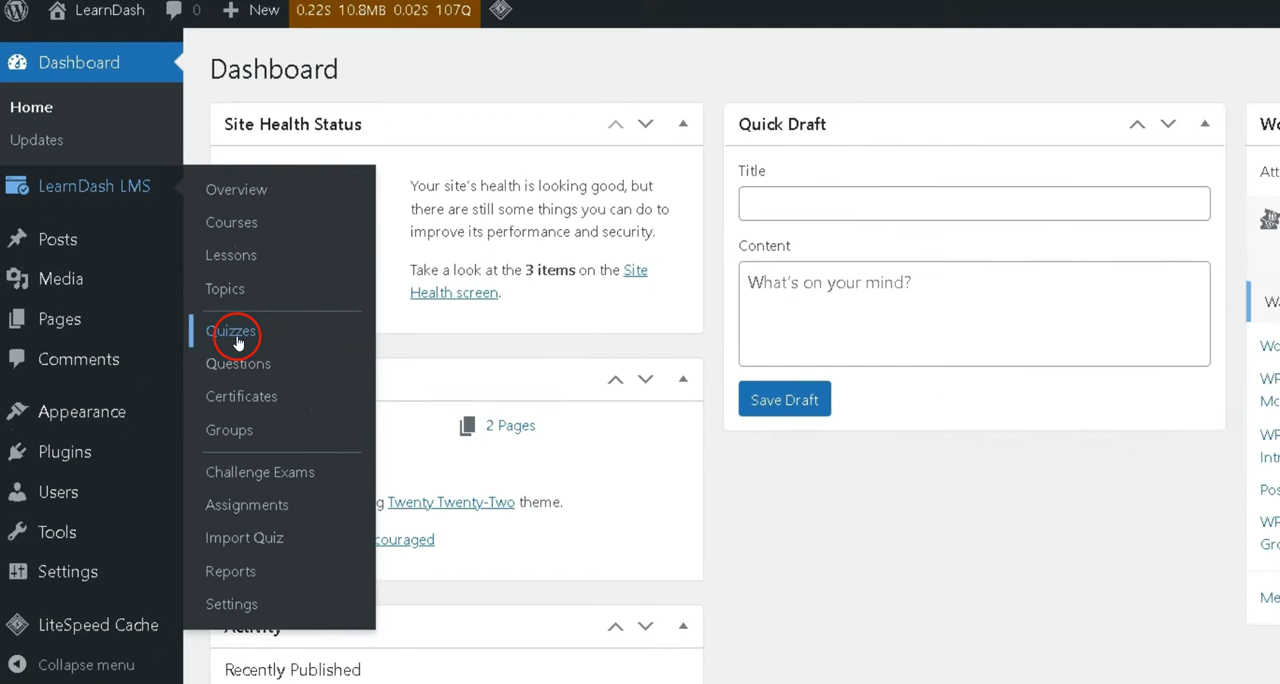 LearnDash 0 New 0.22S 10.8MB 0.02S 107Q
Dashboard
Home
Updates
LearnDash LMS
Posts
Media
Pages
Comments
Appearance
Plugins
Users
Tools
Settings
LiteSpeed Cache
Collapse menu
Overview
Courses
Lessons
Topics
Quizzes
Questions
Certificates
Groups
Challenge Exams
Assignments
Import Quiz
Reports
Settings
Dashboard
Site Health Status
Your site's health is looking good, but
there are still some things you can do to
improve its performance and security.
Take a look at the 3 items on the Site
Health screen.
2 Pages
Twenty Twenty-Two theme.
Activity
Recently Published
Quick Draft
Title
Content
What's on your mind?
Save Draft